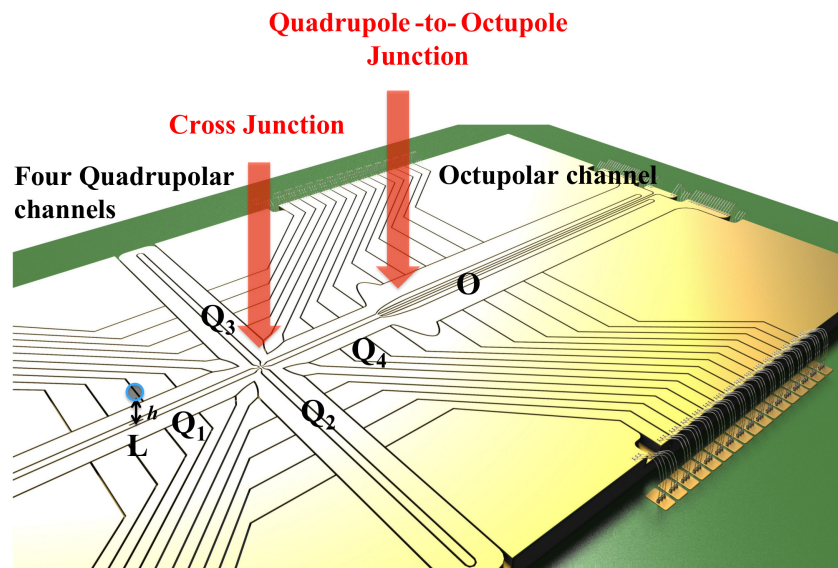 Quadrupole -to- Octupole
Junction
Cross Junction
Four Quadrupolar
channels
Octupolar channel
O
Q₃
Q₄
h
Q₁
Q₂
L